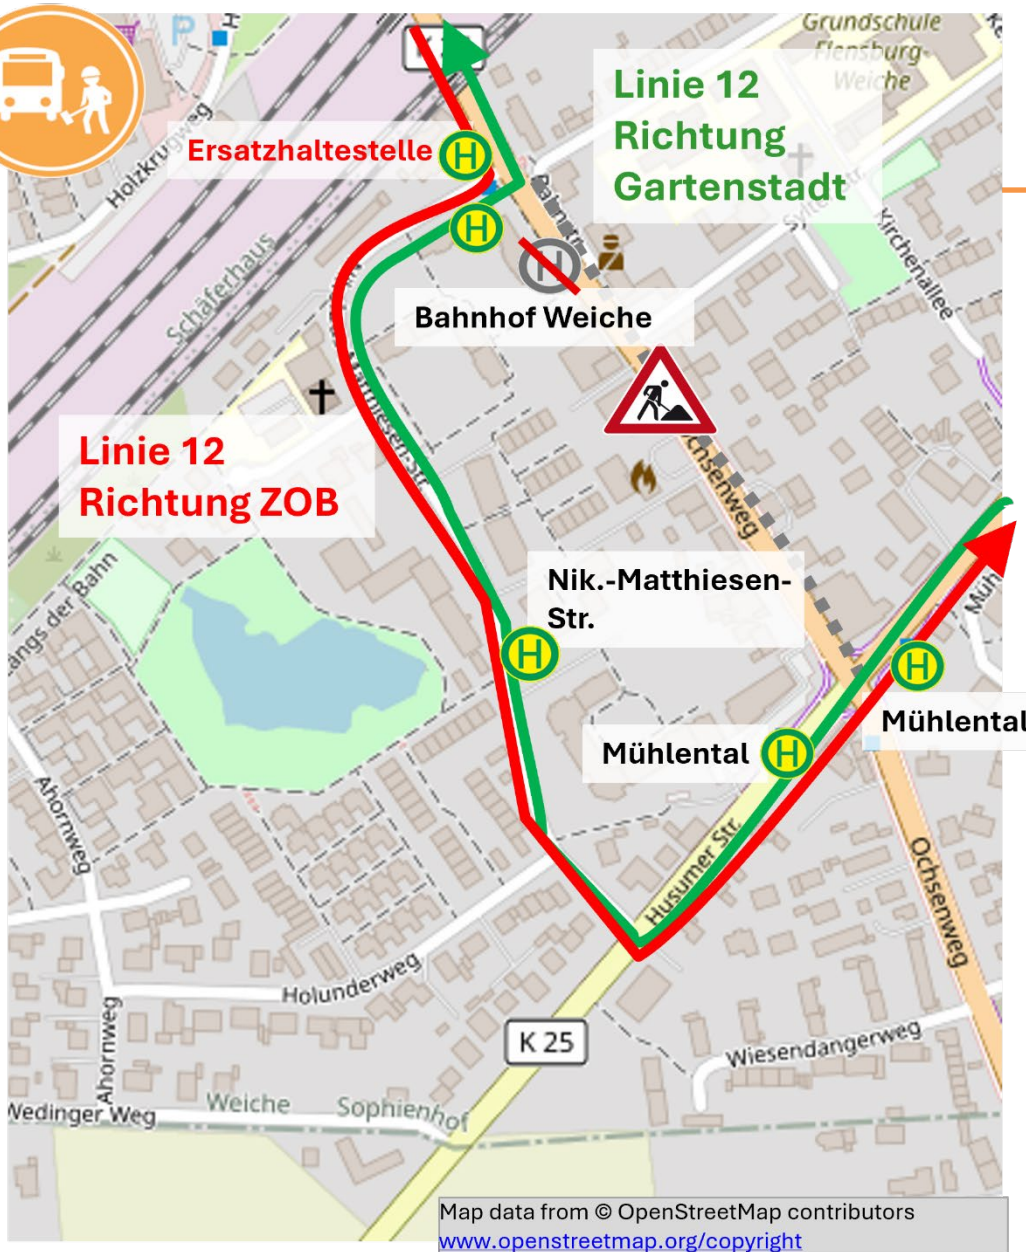 Grundschule
Flensburg-
Weiche
Linie 12
Richtung
Gartenstadt
Holzkrugweg
Ersatzhaltestelle
H
H
H
Kirchenallee
Schäferhaus
Bahnhof Weiche
Matthiesen-Str.
Linie 12
Richtung ZOB
Ochsenweg
Nik.-Matthiesen-
Str.
H
H
Mühlental
Mühlental
H
Husumer Str.
Ahornweg
Ochsenweg
Holunderweg
K 25
Wiesendangerweg
Ahornweg
Wedinger Weg
Weiche
Sophienhof
Map data from © OpenStreetMap contributors
www.openstreetmap.org/copyright